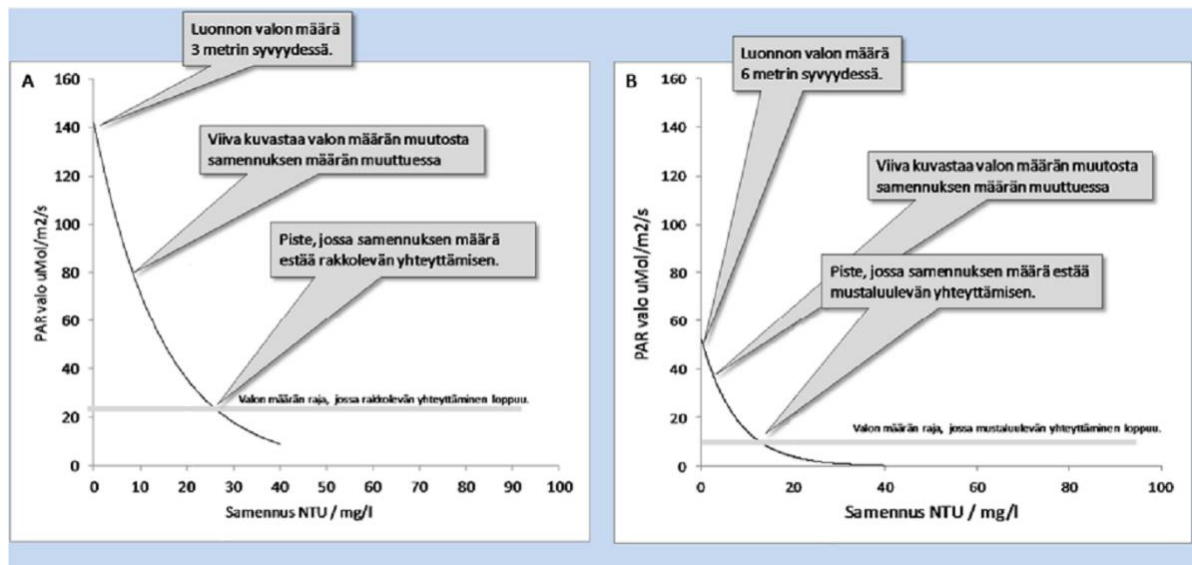 Luonnon valon määrä
3 metrin syvyydessä.
A
160
140
120
100
80
60
40
20
0
PAR valo uMol/m2/s
Viiva kuvastaa valon määrän muutosta
samennuksen määrän muuttuessa
Piste, jossa samennuksen määrä
estää rakkolevän yhteyttämisen.
Valon määrän raja, jossa rakkolevän yhteyttäminen loppuu.
0 10 20 30 40 50 60 70 80 90 100
Samennus NTU / mg/l
Luonnon valon määrä
6 metrin syvyydessä.
B
160
140
120
100
80
60
40
20
0
PAR valo uMol/m2/s
Viiva kuvastaa valon määrän muutosta
samennuksen määrän muuttuessa
Piste, jossa samennuksen määrä estää
mustaluulevän yhteyttämisen.
Valon määrän raja, jossa mustaluulevän yhteyttäminen loppuu.
0 20 40 60 80 100
Samennus NTU / mg/l